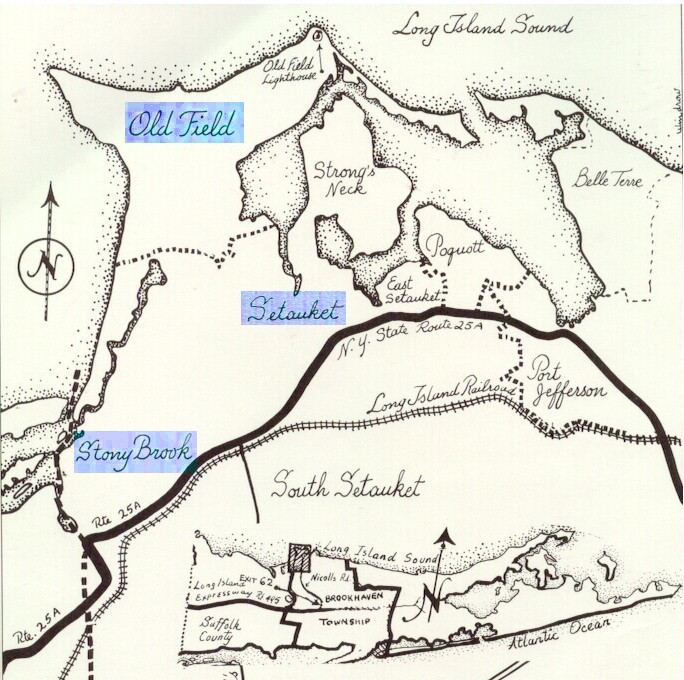 Long Island Sound
Old Field
Lighthouse
Old Field
Strong's
Neck
Belle Terre
N
Poquott
East
Setauket
Setauket
N.Y. State Route 25A
Port
Jefferson
Long Island Railroad
Stony Brook
South Setauket
Rte 25A
Long Island Sound
EXIT 62
Nicolls Rd
Long Island
Expressway Rt 495
BROOKHAVEN
N
TOWNSHIP
Suffolk
County
Atlantic Ocean
Rte. 25A